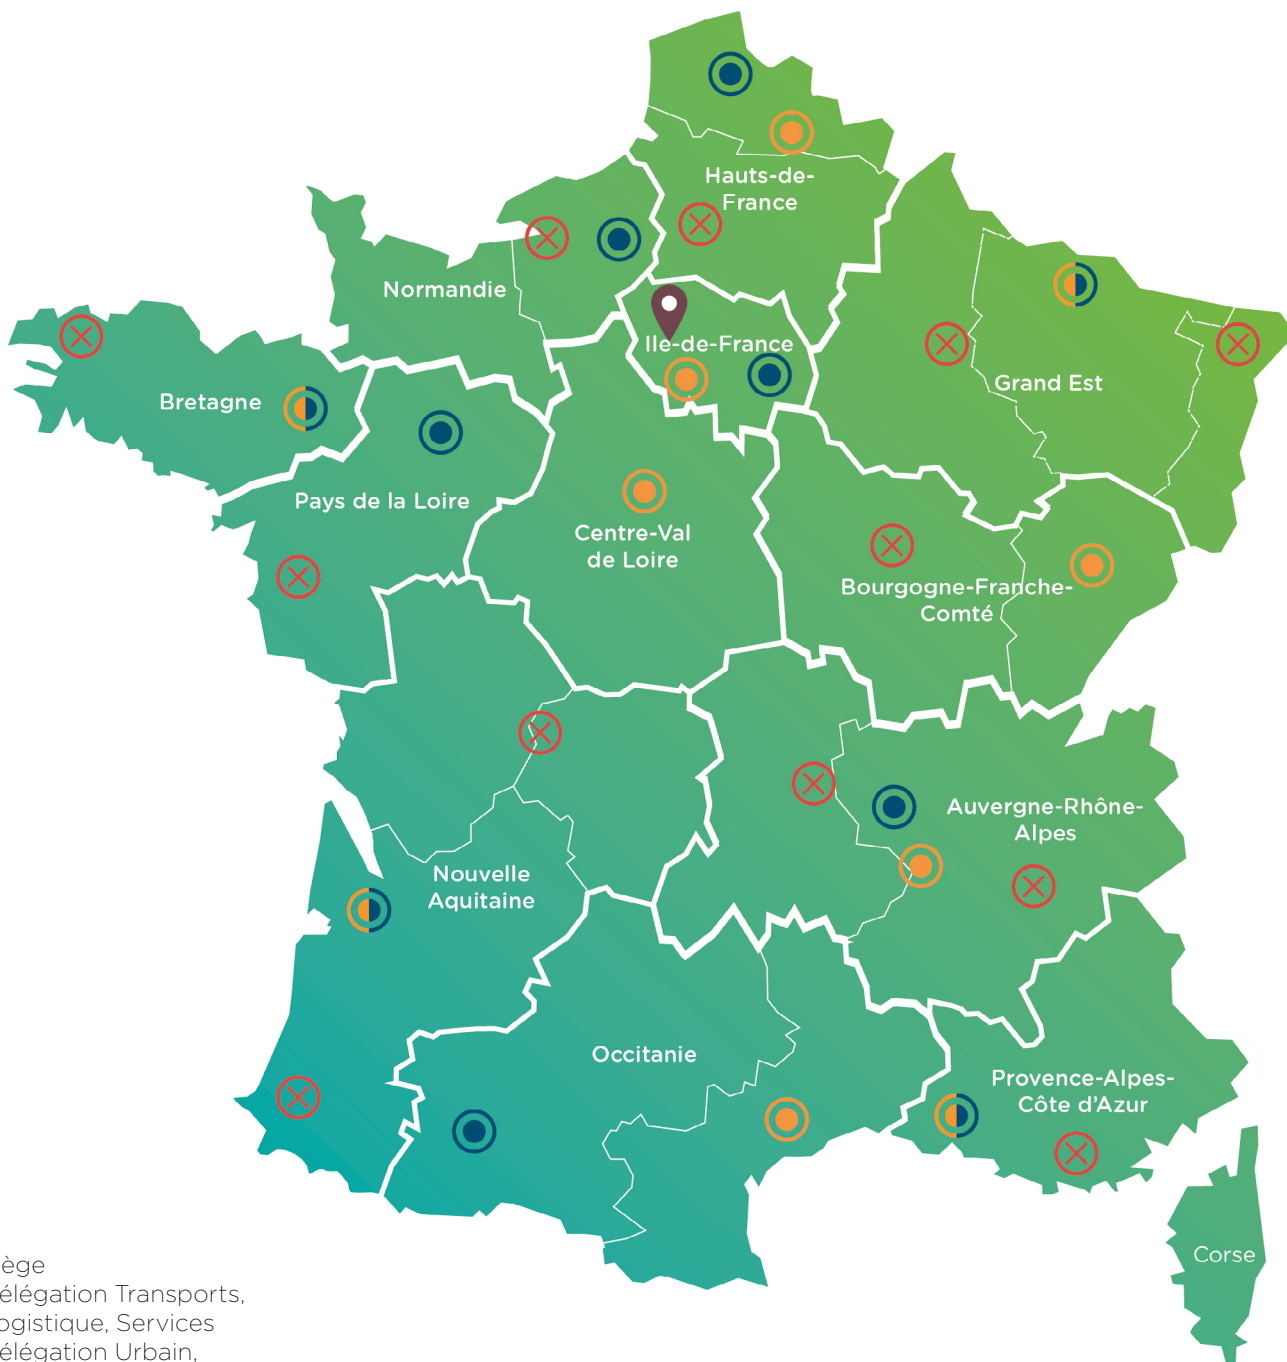 Hauts-de-
France
Normandie
Ile-de-France
Grand Est
Bretagne
Pays de la Loire
Centre-Val
de Loire
Bourgogne-Franche-
Comté
Auvergne-Rhône-
Alpes
Nouvelle
Aquitaine
Occitanie
Provence-Alpes-
Côte d'Azur
Corse
iège
élégation Transports,
ogistique, Services
élégation Urbain,